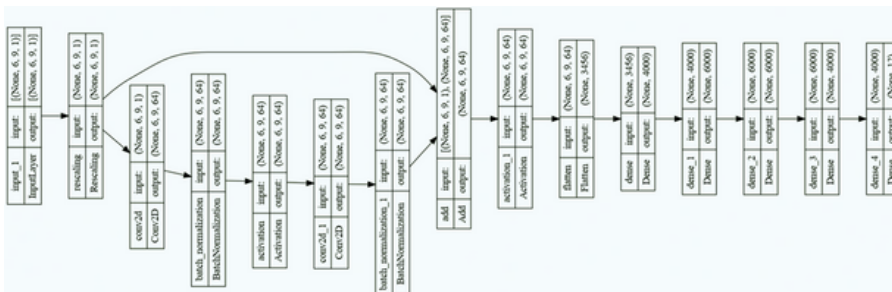 input_1 input: [(None, 6, 9, 1)]
InputLayer output: [(None, 6, 9, 1)]
rescaling input: (None, 6, 9, 1)
Rescaling output: (None, 6, 9, 1)
conv2d input: (None, 6, 9, 1)
Conv2D output: (None, 6, 9, 64)
batch_normalization input: (None, 6, 9, 64)
BatchNormalization output: (None, 6, 9, 64)
activation input: (None, 6, 9, 64)
Activation output: (None, 6, 9, 64)
conv2d_1 input: (None, 6, 9, 64)
Conv2D output: (None, 6, 9, 64)
batch_normalization_1 input: (None, 6, 9, 64)
BatchNormalization output: (None, 6, 9, 64)
add input: [(None, 6, 9, 1), (None, 6, 9, 64)]
Add output: (None, 6, 9, 64)
activation_1 input: (None, 6, 9, 64)
Activation output: (None, 6, 9, 64)
flatten input: (None, 6, 9, 64)
Flatten output: (None, 3456)
dense input: (None, 3456)
Dense output: (None, 4000)
dense_1 input: (None, 4000)
Dense output: (None, 6000)
dense_2 input: (None, 6000)
Dense output: (None, 6000)
dense_3 input: (None, 6000)
Dense output: (None, 6000)
dense_4 input: (None, 4000)